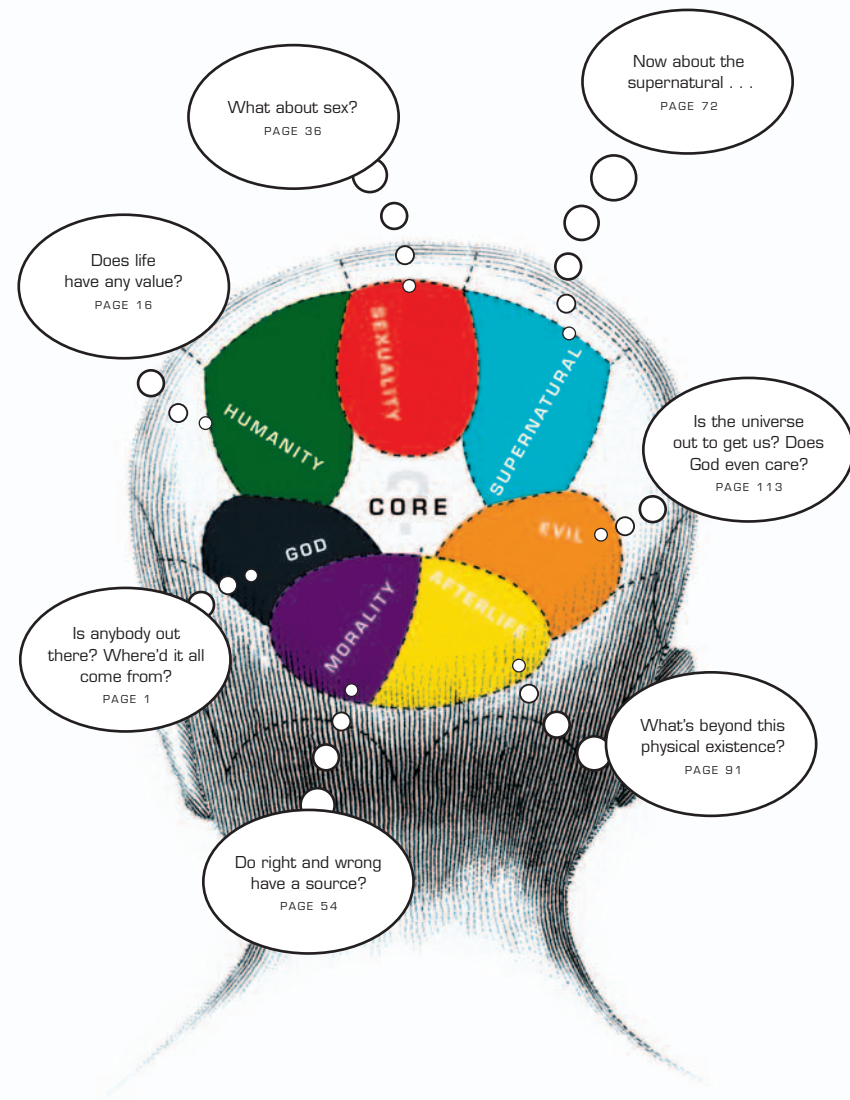 Now about the
supernatural . . .
PAGE 72
What about sex?
PAGE 36
Does life
have any value?
PAGE 16
SEXUALITY
SUPERNATURAL
HUMANITY
Is the universe
out to get us? Does
God even care?
PAGE 113
?
CORE
EVIL
GOD
AFTERLIFE
MORALITY
Is anybody out
there? Where'd it all
come from?
PAGE 1
What's beyond this
physical existence?
PAGE 91
Do right and wrong
have a source?
PAGE 54